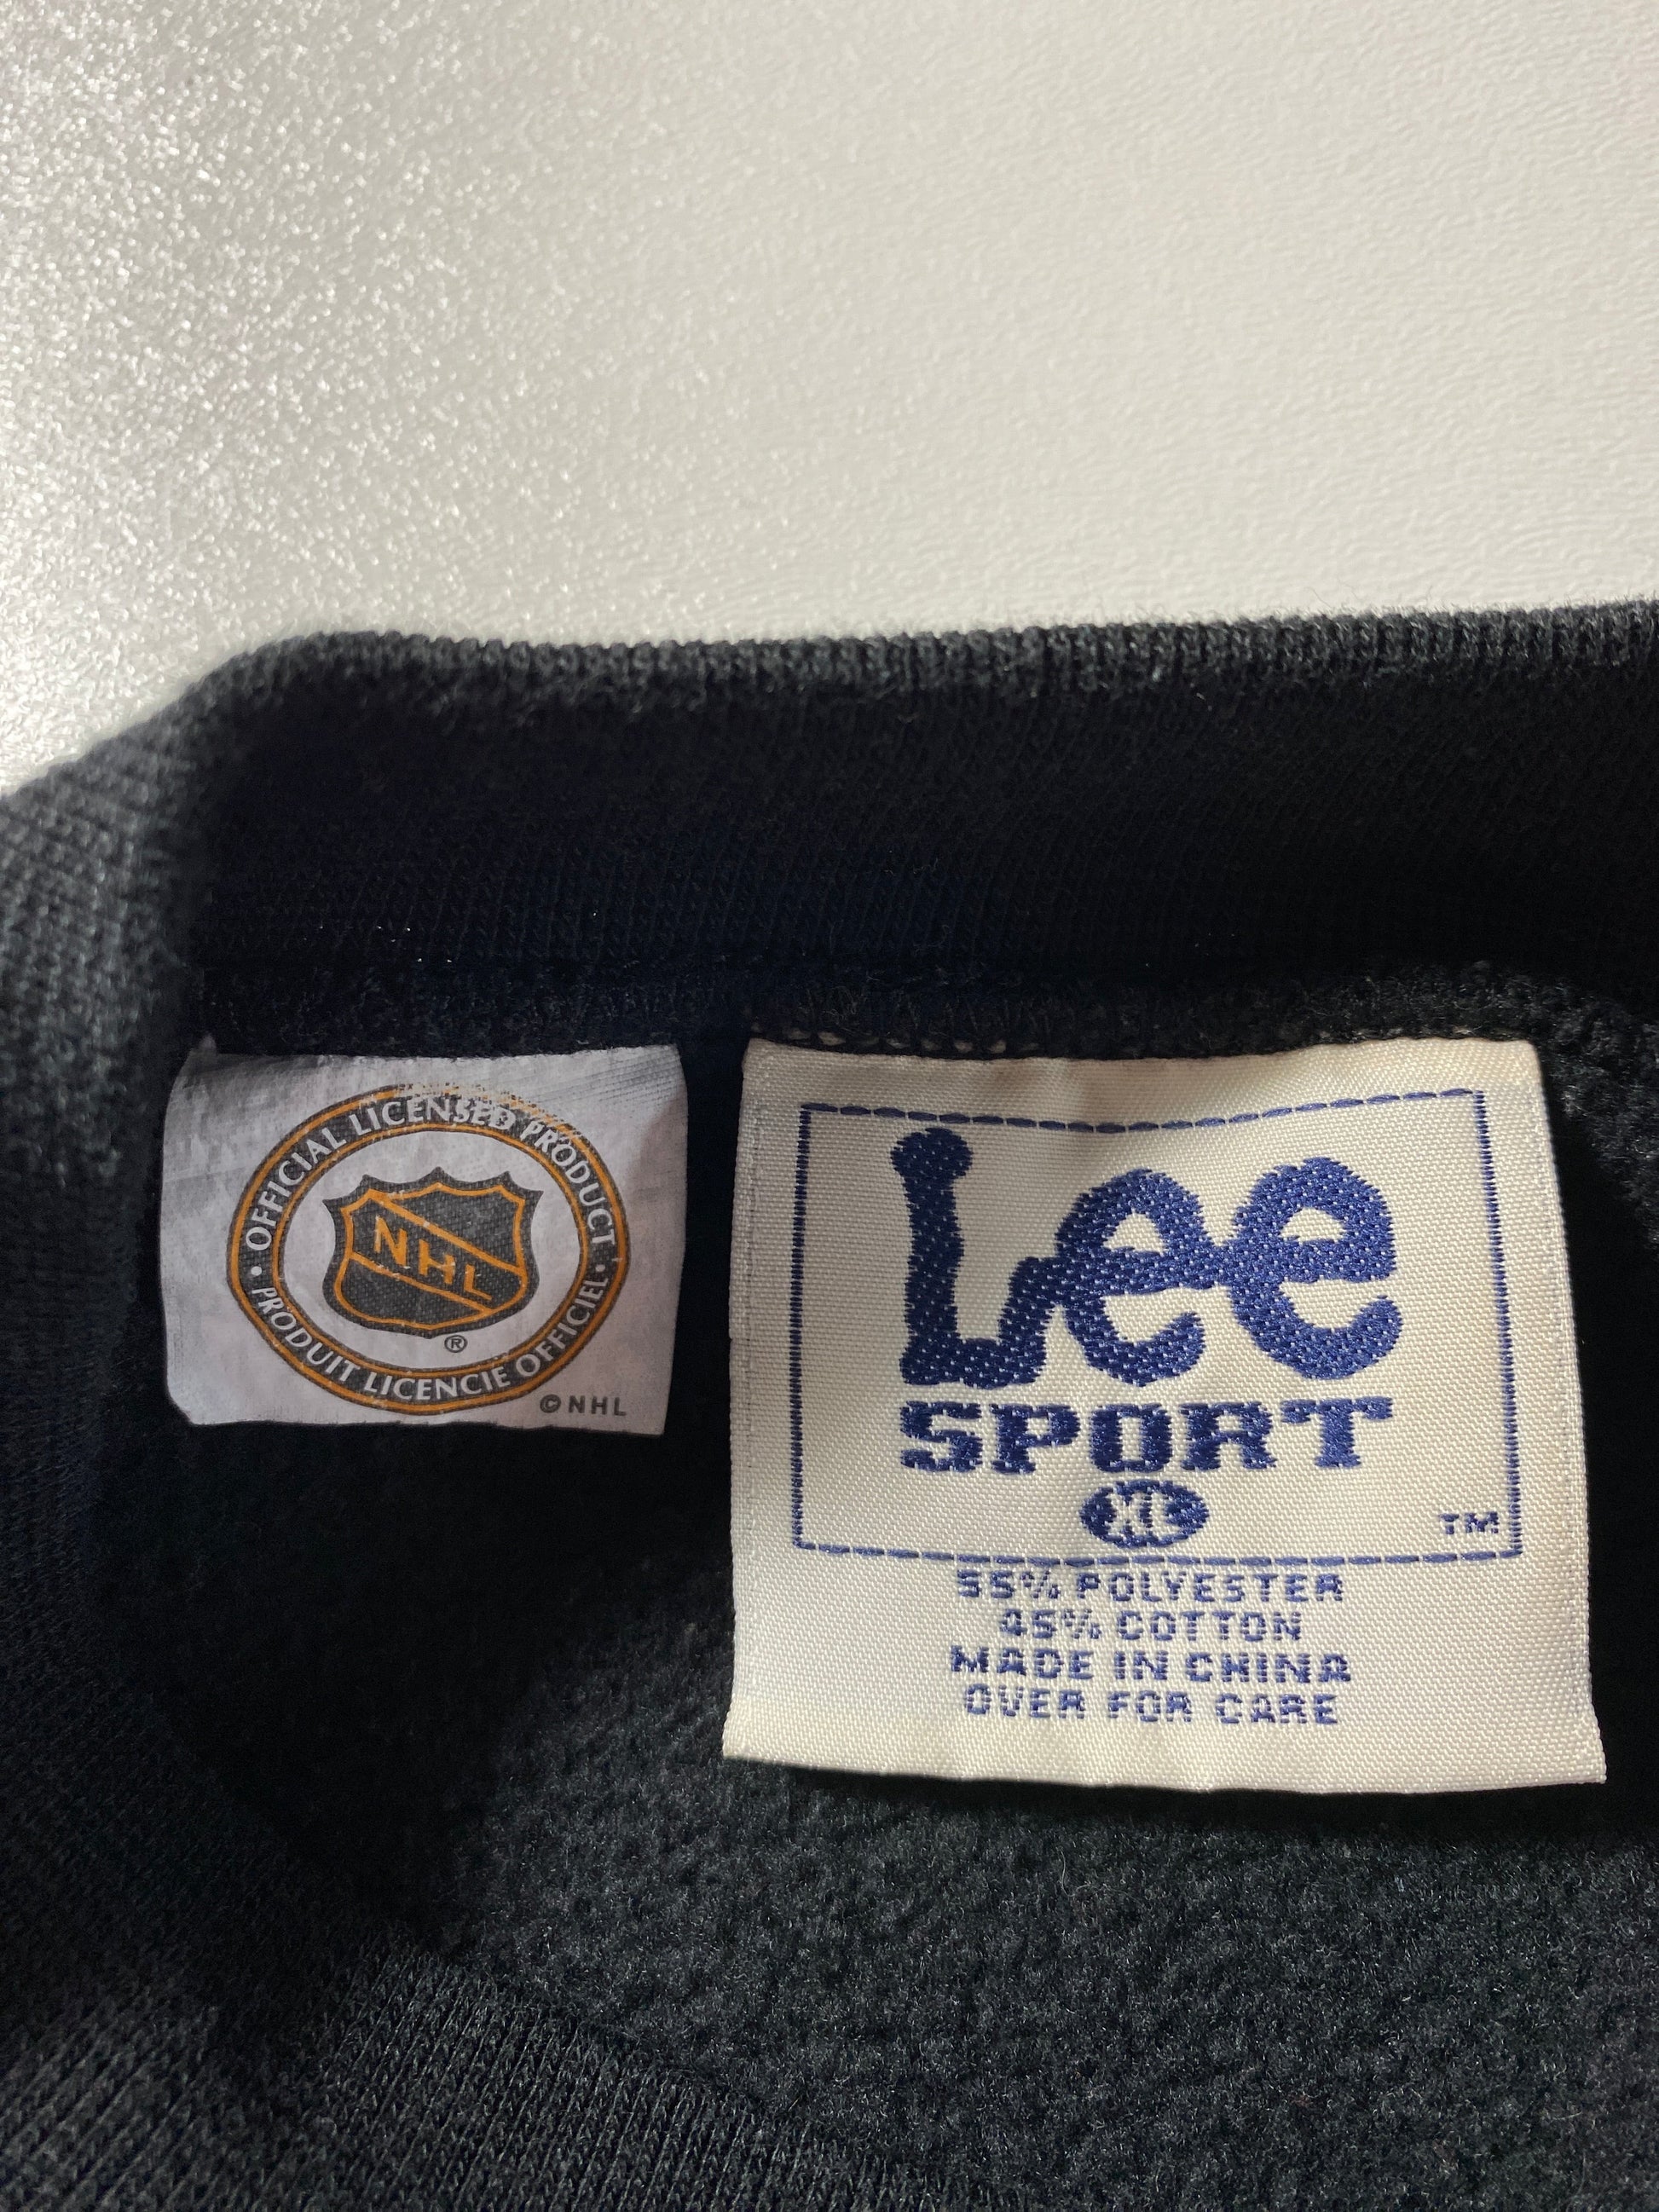 • OFFICIAL LICENSED PRODUCT •
NHL
®
PRODUIT LICENCIE OFFICIEL
© NHL
Lee
SPORT
XL
TM
55% POLYESTER
45% COTTON
MADE IN CHINA
OVER FOR CARE